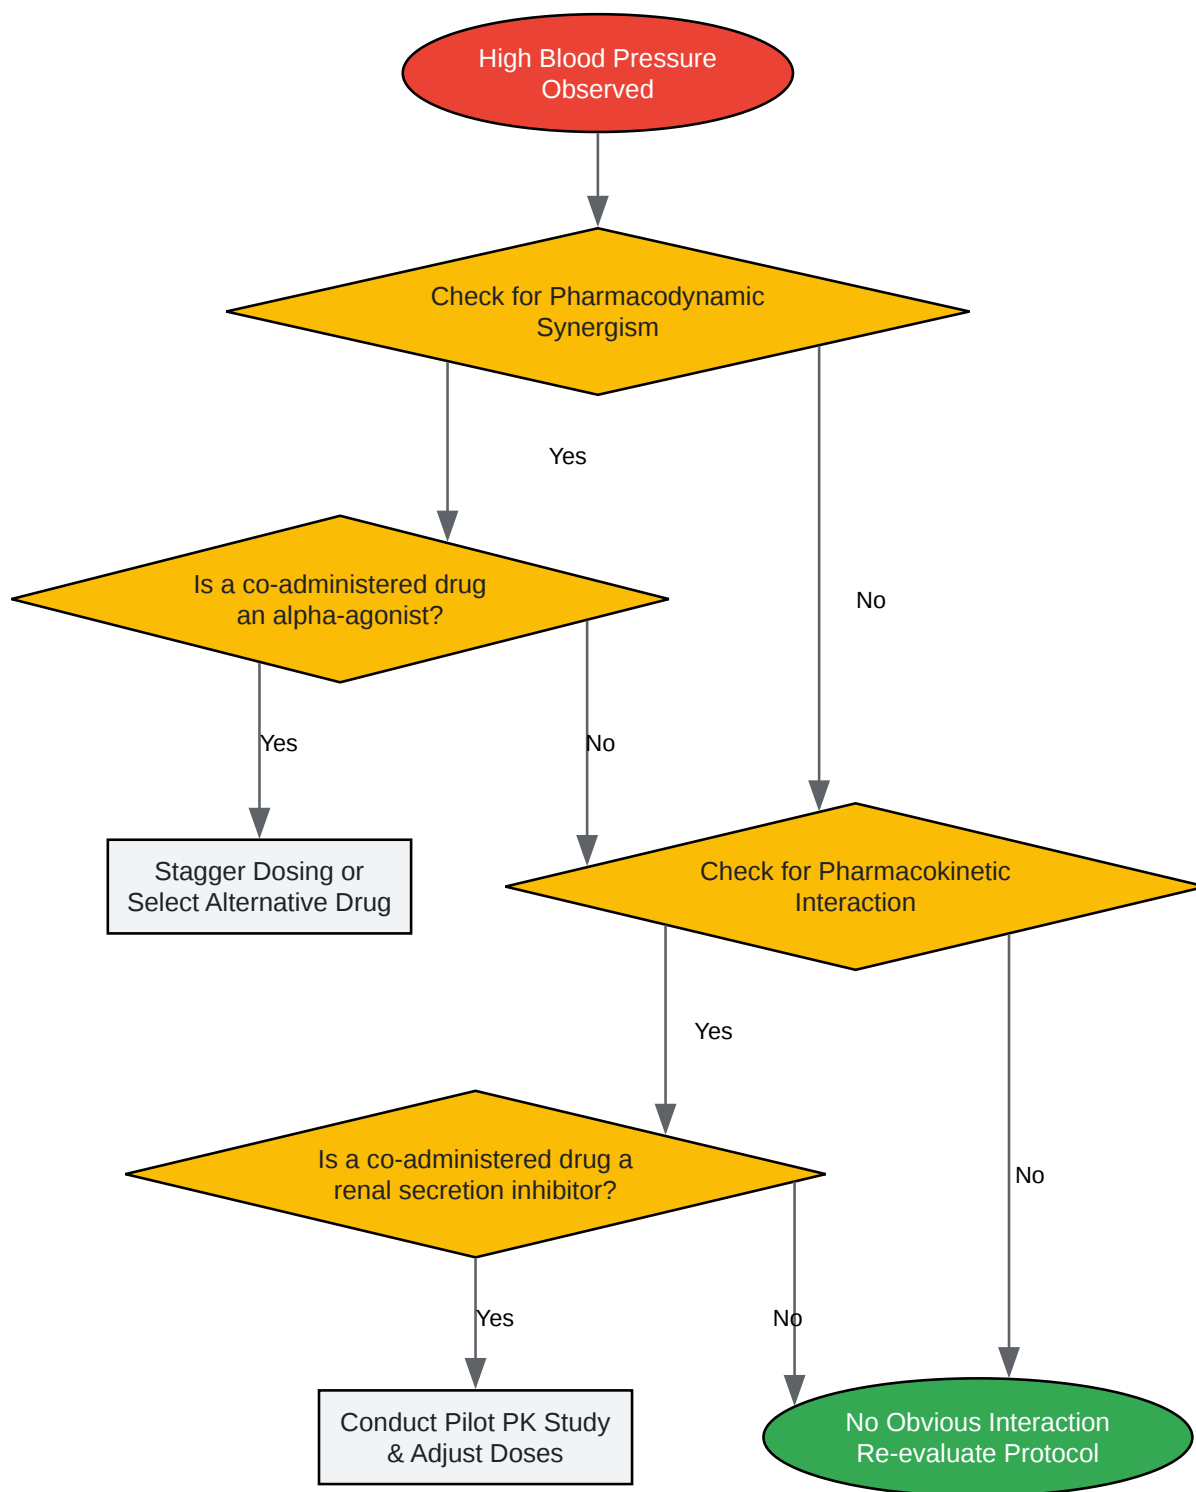 High Blood Pressure
Observed
Check for Pharmacodynamic
Synergism
Yes
Is a co-administered drug
an alpha-agonist?
No
Yes
No
Stagger Dosing or
Select Alternative Drug
Check for Pharmacokinetic
Interaction
Yes
Is a co-administered drug a
renal secretion inhibitor?
No
Yes
No
Conduct Pilot PK Study
& Adjust Doses
No Obvious Interaction
Re-evaluate Protocol